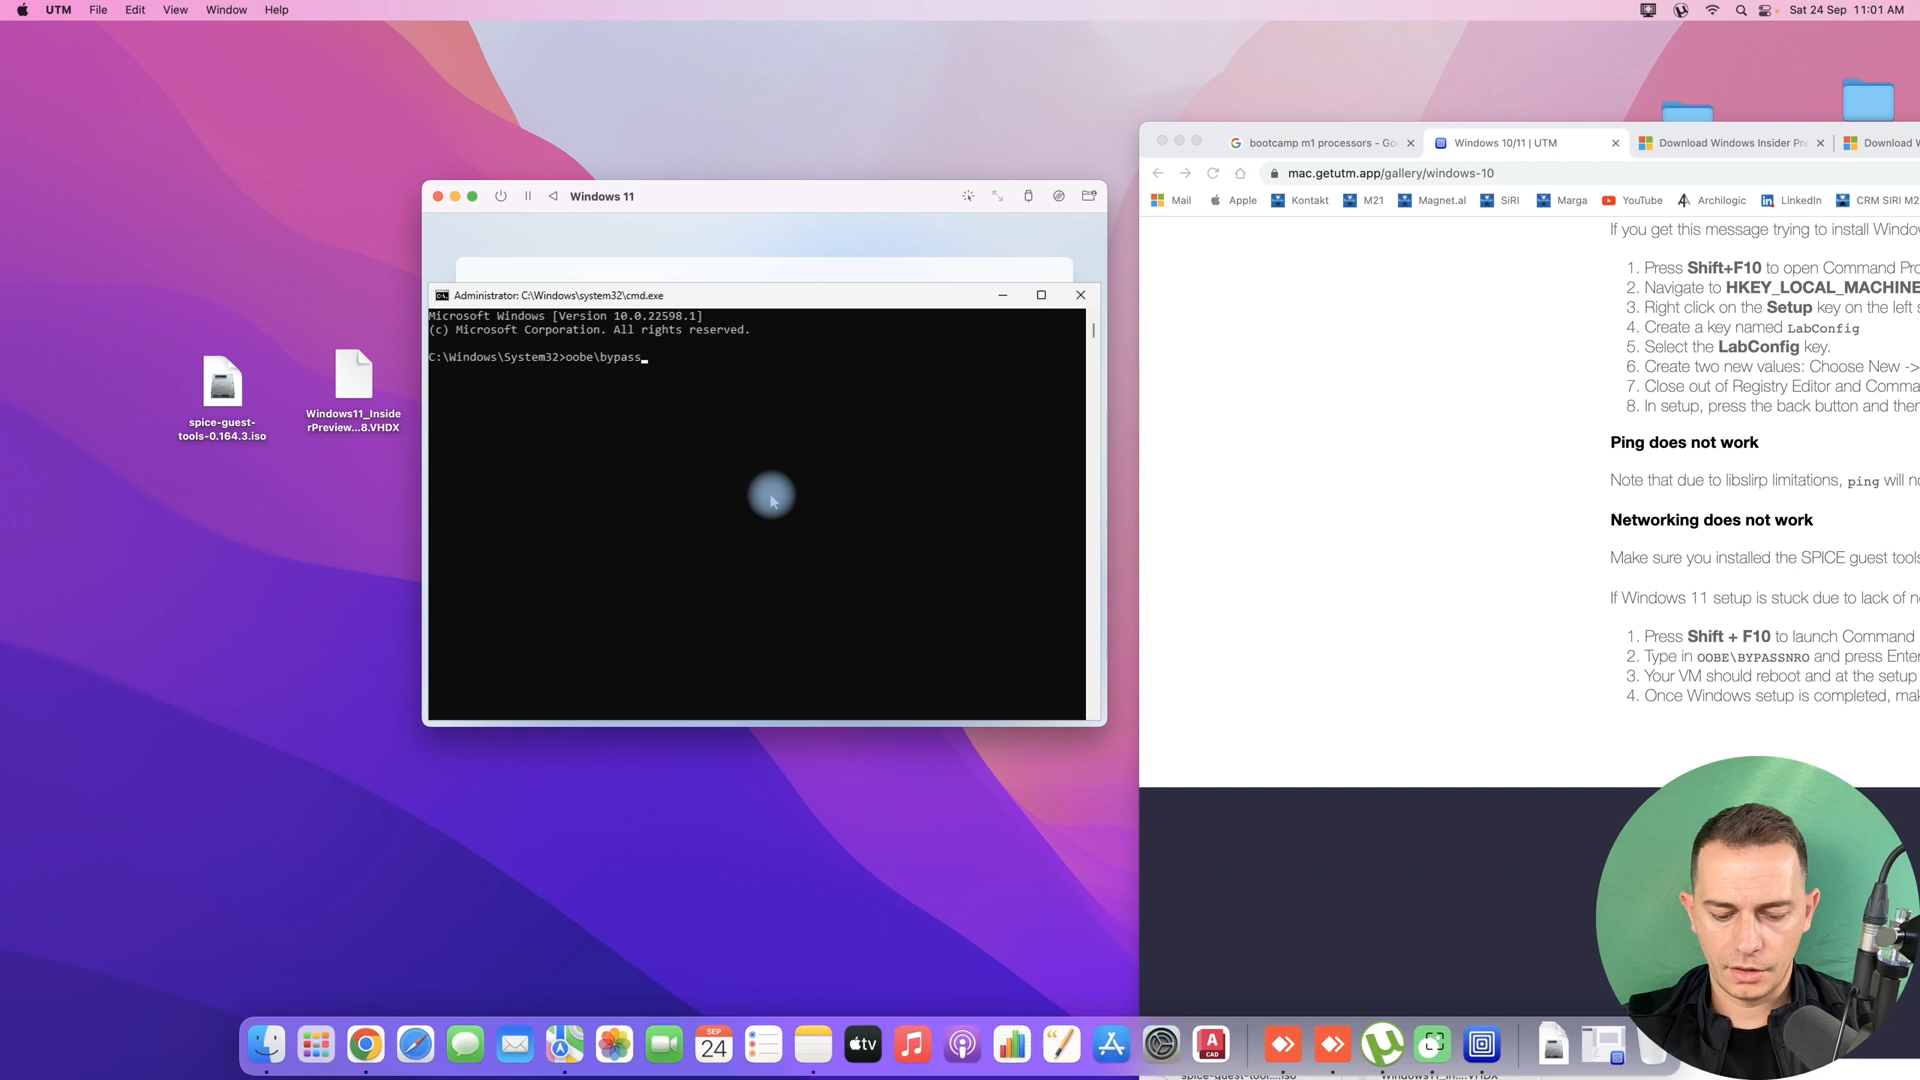 UTM File Edit View Window Help
Sat 24 Sep 11:01 AM
bootcamp m1 processors - Go
Windows 10/11 | UTM
Download Windows Insider Pre
Download W
mac.getutm.app/gallery/windows-10
Mail Apple Kontakt M21 Magnet.al SiRI Marga YouTube Archilogic LinkedIn CRM SIRI M2
Windows 11
Administrator: C:\Windows\system32\cmd.exe
Microsoft Windows [Version 10.0.22598.1]
(c) Microsoft Corporation. All rights reserved.
C:\Windows\System32>oobe\bypass
spice-guest-
tools-0.164.3.iso
Windows11_Inside
rPreview...8.VHDX
If you get this message trying to install Windo
1. Press Shift+F10 to open Command Pro
2. Navigate to HKEY_LOCAL_MACHINE
3. Right click on the Setup key on the left s
4. Create a key named LabConfig
5. Select the LabConfig key.
6. Create two new values: Choose New ->
7. Close out of Registry Editor and Comma
8. In setup, press the back button and then
Ping does not work
Note that due to libslirp limitations, ping will no
Networking does not work
Make sure you installed the SPICE guest tools
If Windows 11 setup is stuck due to lack of n
1. Press Shift + F10 to launch Command
2. Type in OOBE\BYPASSNRO and press Enter
3. Your VM should reboot and at the setup
4. Once Windows setup is completed, mak
SEP
24
tv
A
CAD